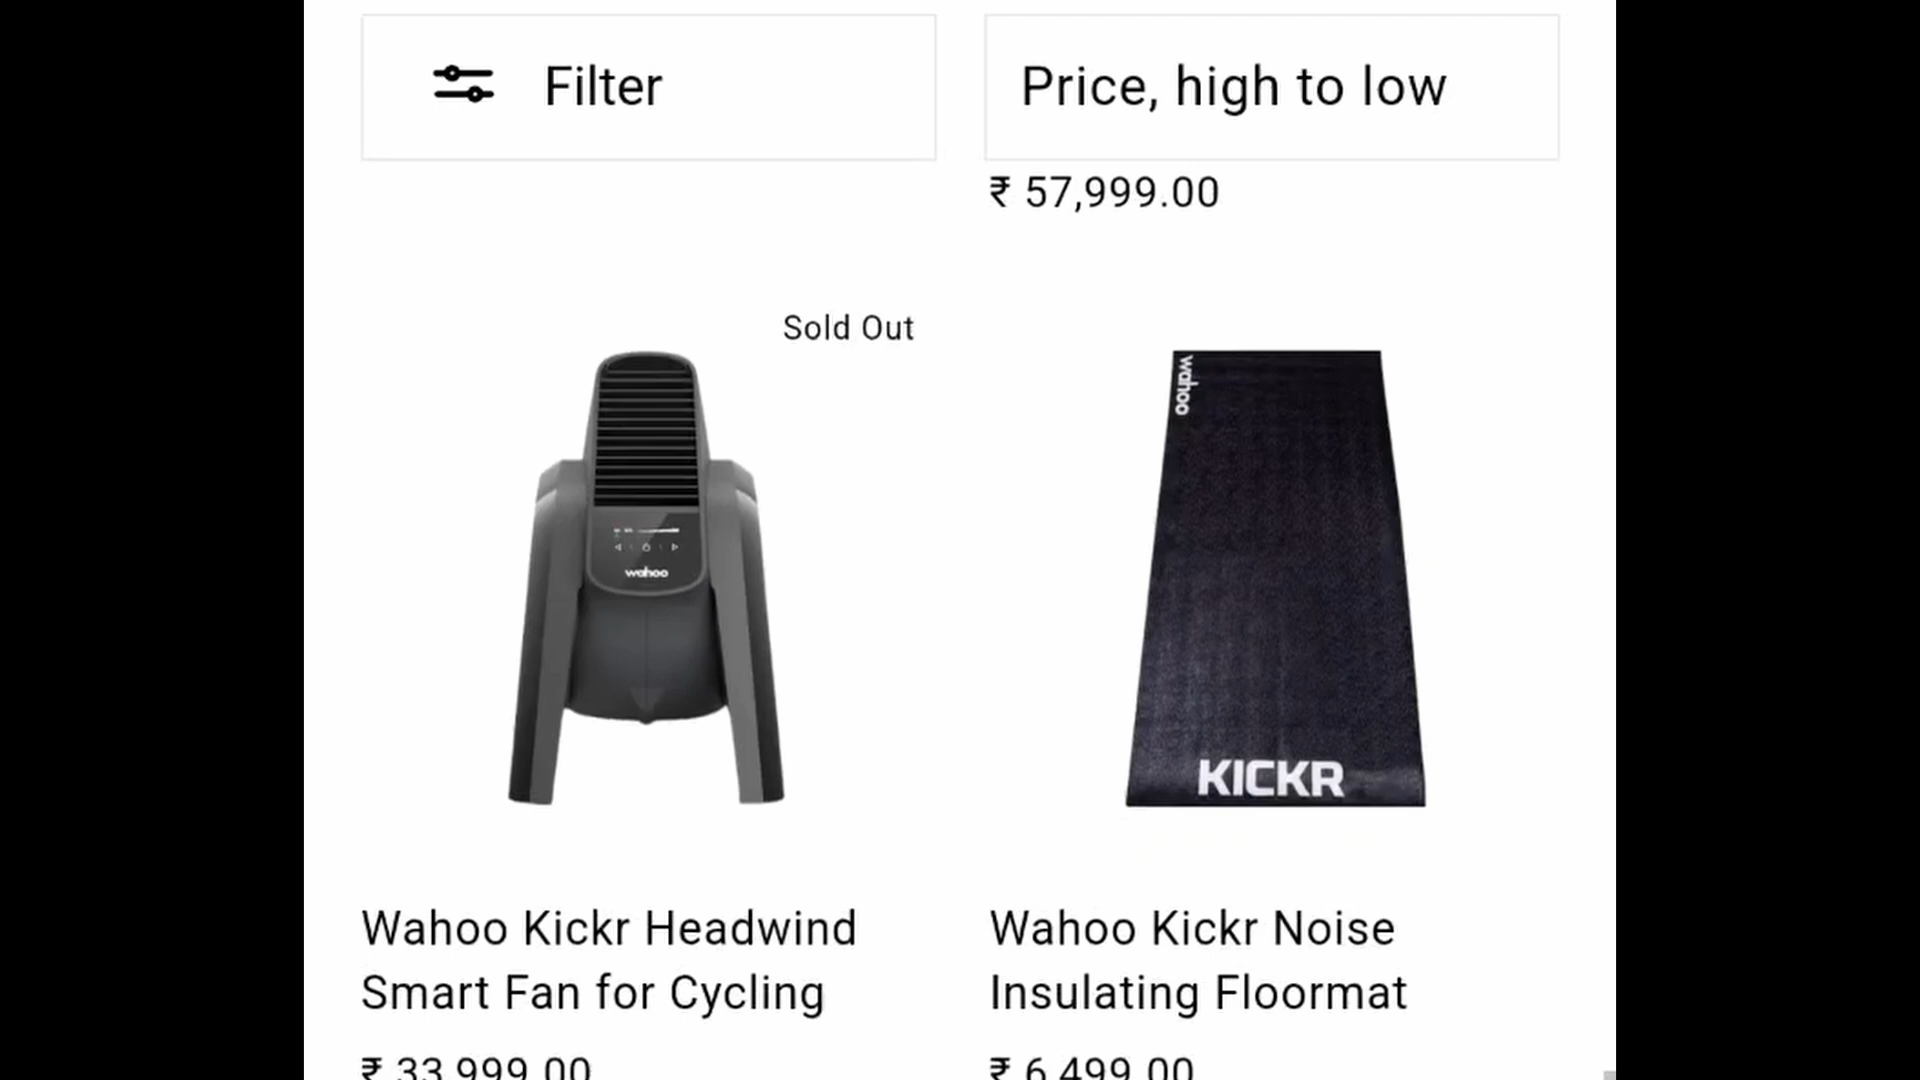 Filter
Price, high to low
₹ 57,999.00
Sold Out
wahoo
wahoo
KICKR
Wahoo Kickr Headwind
Smart Fan for Cycling
Wahoo Kickr Noise
Insulating Floormat
₹ 33,999.00
₹ 6,499.00